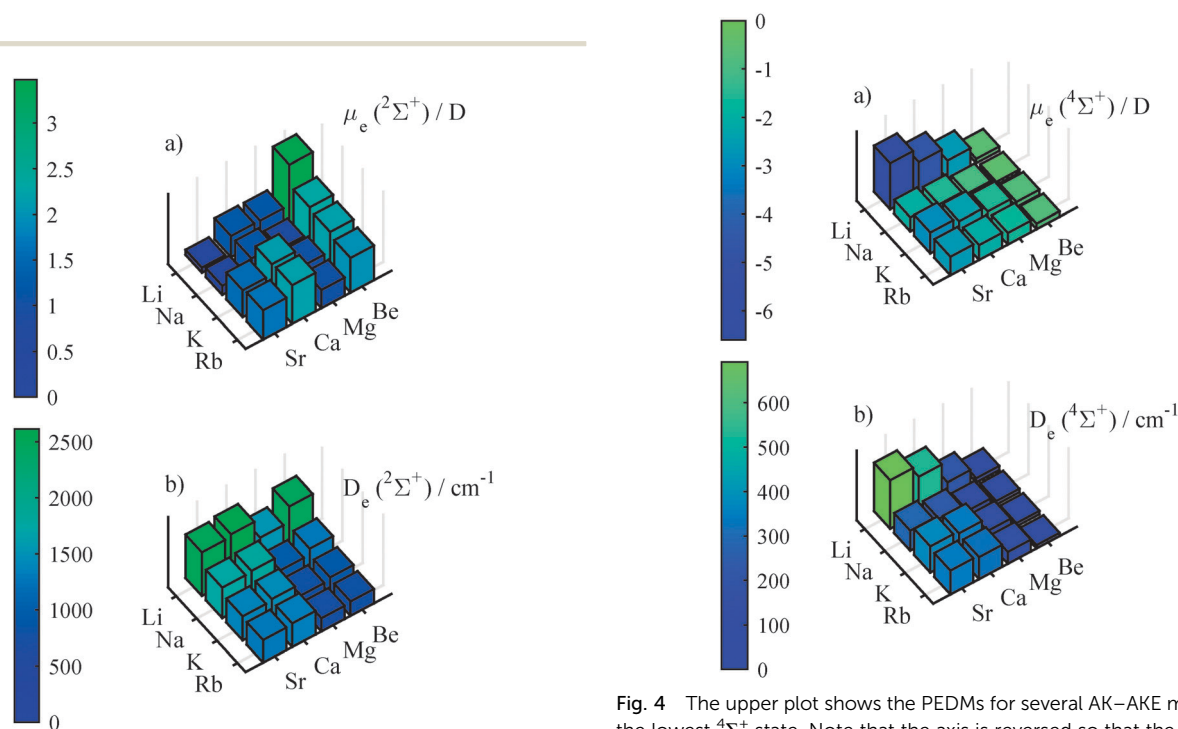 3
2.5
2
1.5
1
0.5
0
a)
μe (²Σ⁺) / D
Li
Na
K
Rb
Sr
Ca
Mg
Be
2500
2000
1500
1000
500
0
b)
De (²Σ⁺) / cm⁻¹
Li
Na
K
Rb
Sr
Ca
Mg
Be
0
-1
-2
-3
-4
-5
-6
a)
μe (⁴Σ⁺) / D
Li
Na
K
Rb
Sr
Ca
Mg
Be
600
500
400
300
200
100
0
b)
De (⁴Σ⁺) / cm⁻¹
Li
Na
K
Rb
Sr
Ca
Mg
Be
Fig. 4 The upper plot shows the PEDMs for several AK–AKE m
the lowest ⁴Σ⁺ state. Note that the axis is reversed so that the